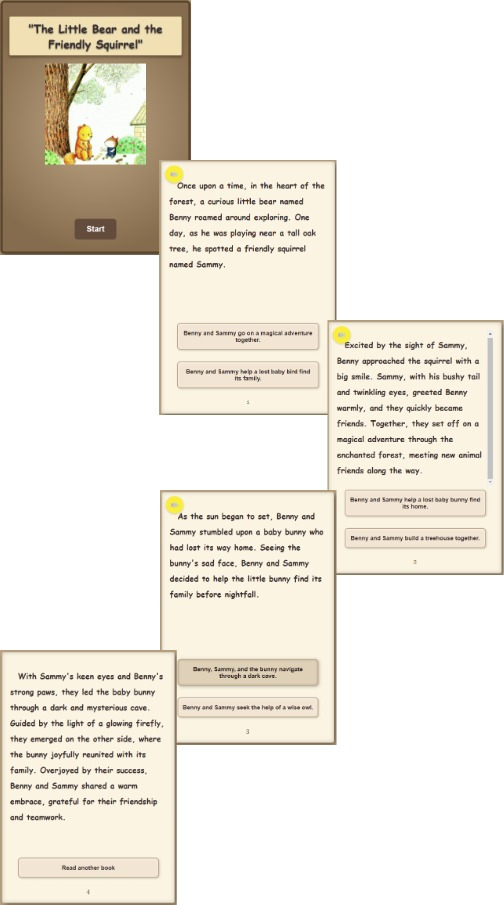 "The Little Bear and the
Friendly Squirrel"
Start
Once upon a time, in the heart of the
forest, a curious little bear named
Benny roamed around exploring. One
day, as he was playing near a tall oak
tree, he spotted a friendly squirrel
named Sammy.
Benny and Sammy go on a magical adventure
together.
Benny and Sammy help a lost baby bird find
its family.
1
Excited by the sight of Sammy,
Benny approached the squirrel with a
big smile. Sammy, with his bushy tail
and twinkling eyes, greeted Benny
warmly, and they quickly became
friends. Together, they set off on a
magical adventure through the
enchanted forest, meeting new animal
friends along the way.
Benny and Sammy help a lost baby bunny find
its home.
Benny and Sammy build a treehouse together.
2
As the sun began to set, Benny and
Sammy stumbled upon a baby bunny who
had lost its way home. Seeing the
bunny's sad face, Benny and Sammy
decided to help the little bunny find its
family before nightfall.
Benny, Sammy, and the bunny navigate
through a dark cave.
Benny and Sammy seek the help of a wise owl.
3
With Sammy's keen eyes and Benny's
strong paws, they led the baby bunny
through a dark and mysterious cave.
Guided by the light of a glowing firefly,
they emerged on the other side, where
the bunny joyfully reunited with its
family. Overjoyed by their success,
Benny and Sammy shared a warm
embrace, grateful for their friendship
and teamwork.
Read another book
4